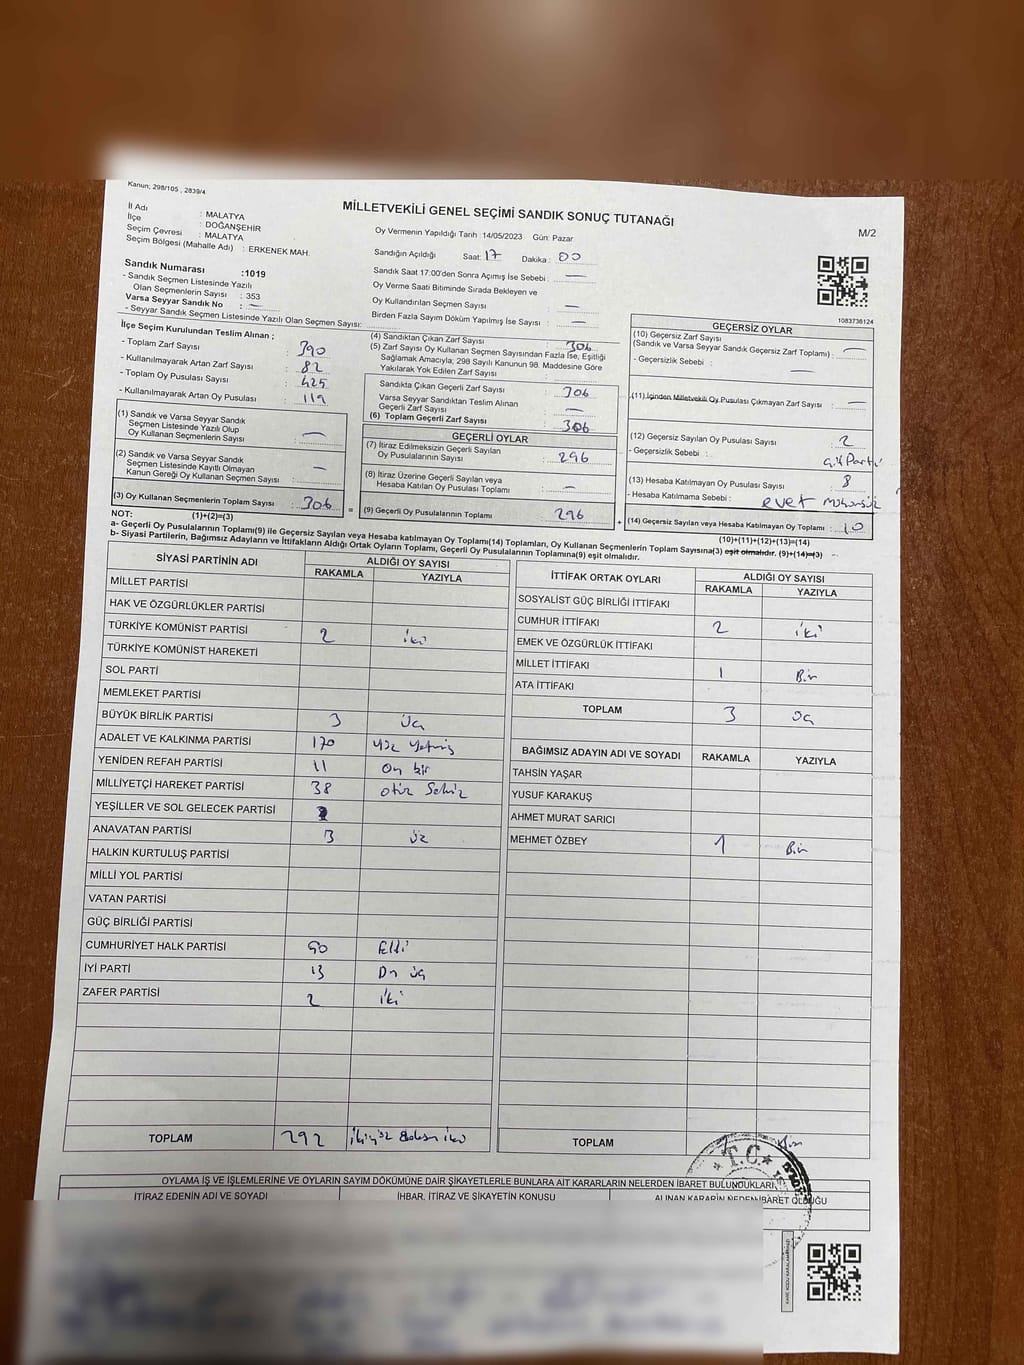 Kanun; 298/105 , 2839/4
MİLLETVEKİLİ GENEL SEÇİMİ SANDIK SONUÇ TUTANAĞI
M/2
İl Adı : MALATYA
İlçe : DOĞANŞEHİR
Seçim Çevresi : MALATYA
Seçim Bölgesi (Mahalle Adı) : ERKENEK MAH.
Oy Vermenin Yapıldığı Tarih :14/05/2023 Gün: Pazar
Sandığın Açıldığı Saat: 17 Dakika : 00
Sandık Saat 17:00'den Sonra Açımış İse Sebebi : —
Oy Verme Saati Bitiminde Sırada Bekleyen ve
Oy Kullandırılan Seçmen Sayısı : —
Birden Fazla Sayım Döküm Yapılmış İse Sayısı : —
Sandık Numarası :1019
- Sandık Seçmen Listesinde Yazılı
Olan Seçmenlerin Sayısı : 353
Varsa Seyyar Sandık No : —
- Seyyar Sandık Seçmen Listesinde Yazılı Olan Seçmen Sayısı:
1083736124
İlçe Seçim Kurulundan Teslim Alınan ;
- Toplam Zarf Sayısı : 390
- Kullanılmayarak Artan Zarf Sayısı : 82
- Toplam Oy Pusulası Sayısı : 425
- Kullanılmayarak Artan Oy Pusulası : 119
(1) Sandık ve Varsa Seyyar Sandık
Seçmen Listesinde Yazılı Olup
Oy Kullanan Seçmenlerin Sayısı : —
(2) Sandık ve Varsa Seyyar Sandık
Seçmen Listesinde Kayıtlı Olmayan
Kanun Gereği Oy Kullanan Seçmen Sayısı : —
(3) Oy Kullanan Seçmenlerin Toplam Sayısı : 306
(1)+(2)=(3)
(4) Sandıktan Çıkan Zarf Sayısı : 306
(5) Zarf Sayısı Oy Kullanan Seçmen Sayısından Fazla İse, Eşitliği
Sağlamak Amacıyla; 298 Sayılı Kanunun 98. Maddesine Göre
Yakılarak Yok Edilen Zarf Sayısı :
Sandıkta Çıkan Geçerli Zarf Sayısı : 306
Varsa Seyyar Sandıktan Teslim Alınan
Geçerli Zarf Sayısı : —
(6) Toplam Geçerli Zarf Sayısı : 306
GEÇERLİ OYLAR
(7) İtiraz Edilmeksizin Geçerli Sayılan
Oy Pusulalarının Sayısı : 296
(8) İtiraz Üzerine Geçerli Sayılan veya
Hesaba Katılan Oy Pusulası Toplamı : —
= (9) Geçerli Oy Pusulalarının Toplamı : 296
GEÇERSİZ OYLAR
(10) Geçersiz Zarf Sayısı
(Sandık ve Varsa Seyyar Sandık Geçersiz Zarf Toplamı) : —
- Geçersizlik Sebebi : —
(11) İçinden Milletvekili Oy Pusulası Çıkmayan Zarf Sayısı : —
(12) Geçersiz Sayılan Oy Pusulası Sayısı : 2
- Geçersizlik Sebebi :
(13) Hesaba Katılmayan Oy Pusulası Sayısı : 8
- Hesaba Katılmama Sebebi : evet mühürsüz
+ (14) Geçersiz Sayılan veya Hesaba Katılmayan Oy Toplamı : 10
(10)+(11)+(12)+(13)=(14)
NOT:
a- Geçerli Oy Pusulalarının Toplamı(9) ile Geçersiz Sayılan veya Hesaba Katılmayan Oy Toplamı(14) Toplamları, Oy Kullanan Seçmenlerin Toplam Sayısına(3) eşit olmalıdır. (9)+(14)=(3)
b- Siyasi Partilerin, Bağımsız Adayların ve İttifakların Aldığı Ortak Oyların Toplamı, Geçerli Oy Pusulalarının Toplamına(9) eşit olmalıdır.
SİYASİ PARTİNİN ADI ALDIĞI OY SAYISI
RAKAMLA YAZIYLA
MİLLET PARTİSİ
HAK VE ÖZGÜRLÜKLER PARTİSİ
TÜRKİYE KOMÜNİST PARTİSİ 2 iki
TÜRKİYE KOMÜNİST HAREKETİ
SOL PARTİ
MEMLEKET PARTİSİ
BÜYÜK BİRLİK PARTİSİ 3 üç
ADALET VE KALKINMA PARTİSİ 170 yüz yetmiş
YENİDEN REFAH PARTİSİ 11 on bir
MİLLİYETÇİ HAREKET PARTİSİ 38 otuz sekiz
YEŞİLLER VE SOL GELECEK PARTİSİ
ANAVATAN PARTİSİ 3 üç
HALKIN KURTULUŞ PARTİSİ
MİLLİ YOL PARTİSİ
VATAN PARTİSİ
GÜÇ BİRLİĞİ PARTİSİ
CUMHURİYET HALK PARTİSİ 50 Elli
İYİ PARTİ 13 On üç
ZAFER PARTİSİ 2 iki
TOPLAM 292 ikiyüz doksan iki
İTTİFAK ORTAK OYLARI ALDIĞI OY SAYISI
RAKAMLA YAZIYLA
SOSYALİST GÜÇ BİRLİĞİ İTTİFAKI
CUMHUR İTTİFAKI 2 iki
EMEK VE ÖZGÜRLÜK İTTİFAKI
MİLLET İTTİFAKI 1 Bir
ATA İTTİFAKI
TOPLAM 3 üç
BAĞIMSIZ ADAYIN ADI VE SOYADI RAKAMLA YAZIYLA
TAHSİN YAŞAR
YUSUF KARAKUŞ
AHMET MURAT SARICI
MEHMET ÖZBEY 1 Bir
TOPLAM 1 Bir
T.C.
OYLAMA İŞ VE İŞLEMLERİNE VE OYLARIN SAYIM DÖKÜMÜNE DAİR ŞİKAYETLERLE BUNLARA AİT KARARLARIN NELERDEN İBARET BULUNDUKLARI
İTİRAZ EDENİN ADI VE SOYADI İHBAR, İTİRAZ VE ŞİKAYETİN KONUSU ALINAN KARARIN NEDEN İBARET OLDUĞU